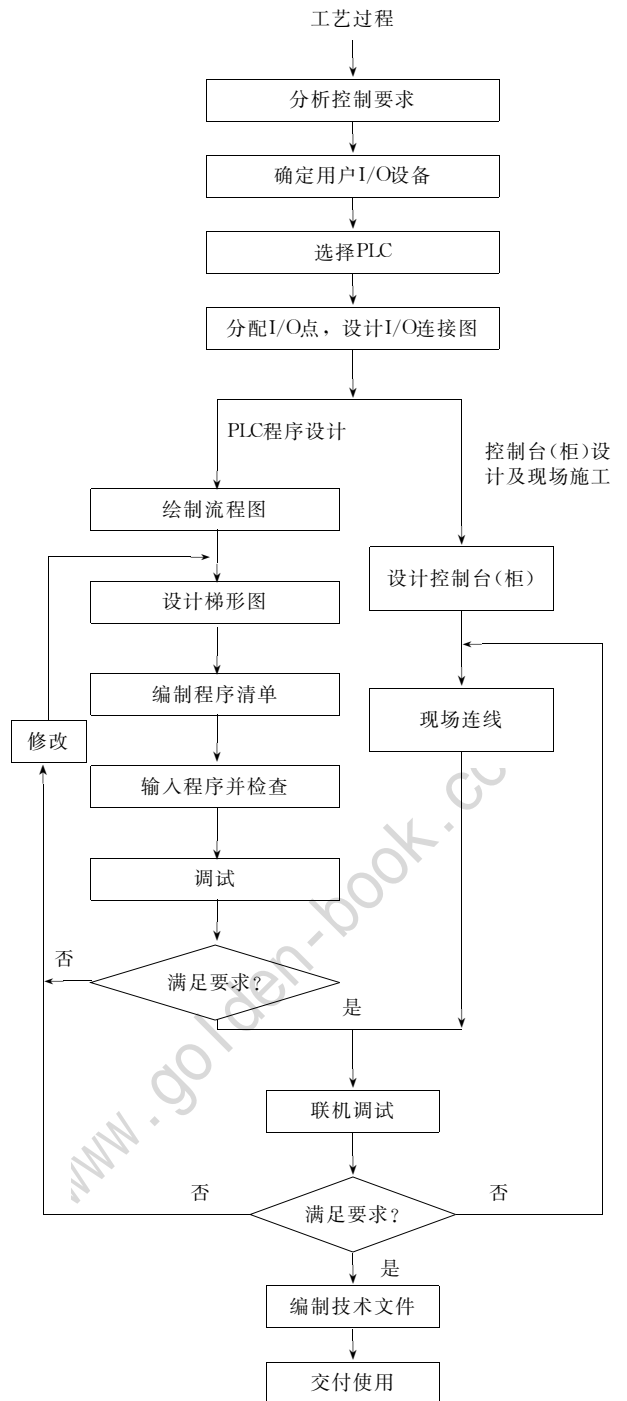 工艺过程
分析控制要求
确定用户I/O设备
选择PLC
分配I/O点，设计I/O连接图
PLC程序设计
控制台(柜)设
计及现场施工
绘制流程图
设计控制台(柜)
设计梯形图
编制程序清单
现场连线
修改
输入程序并检查
调试
否
满足要求?
是
联机调试
否
满足要求?
否
是
编制技术文件
交付使用
www.golden-book.co